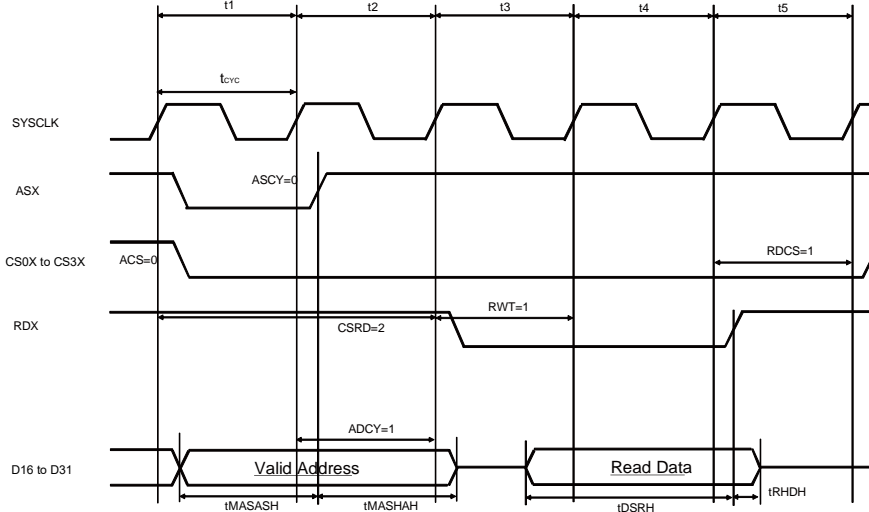 t1 t2 t3 t4 t5
tCYC
SYSCLK
ASX
ASCY=0
CS0X to CS3X
ACS=0
RDCS=1
RDX
RWT=1
CSRD=2
ADCY=1
D16 to D31
Valid Address
Read Data
tMASASH
tMASHAH
tDSRH
tRHDH